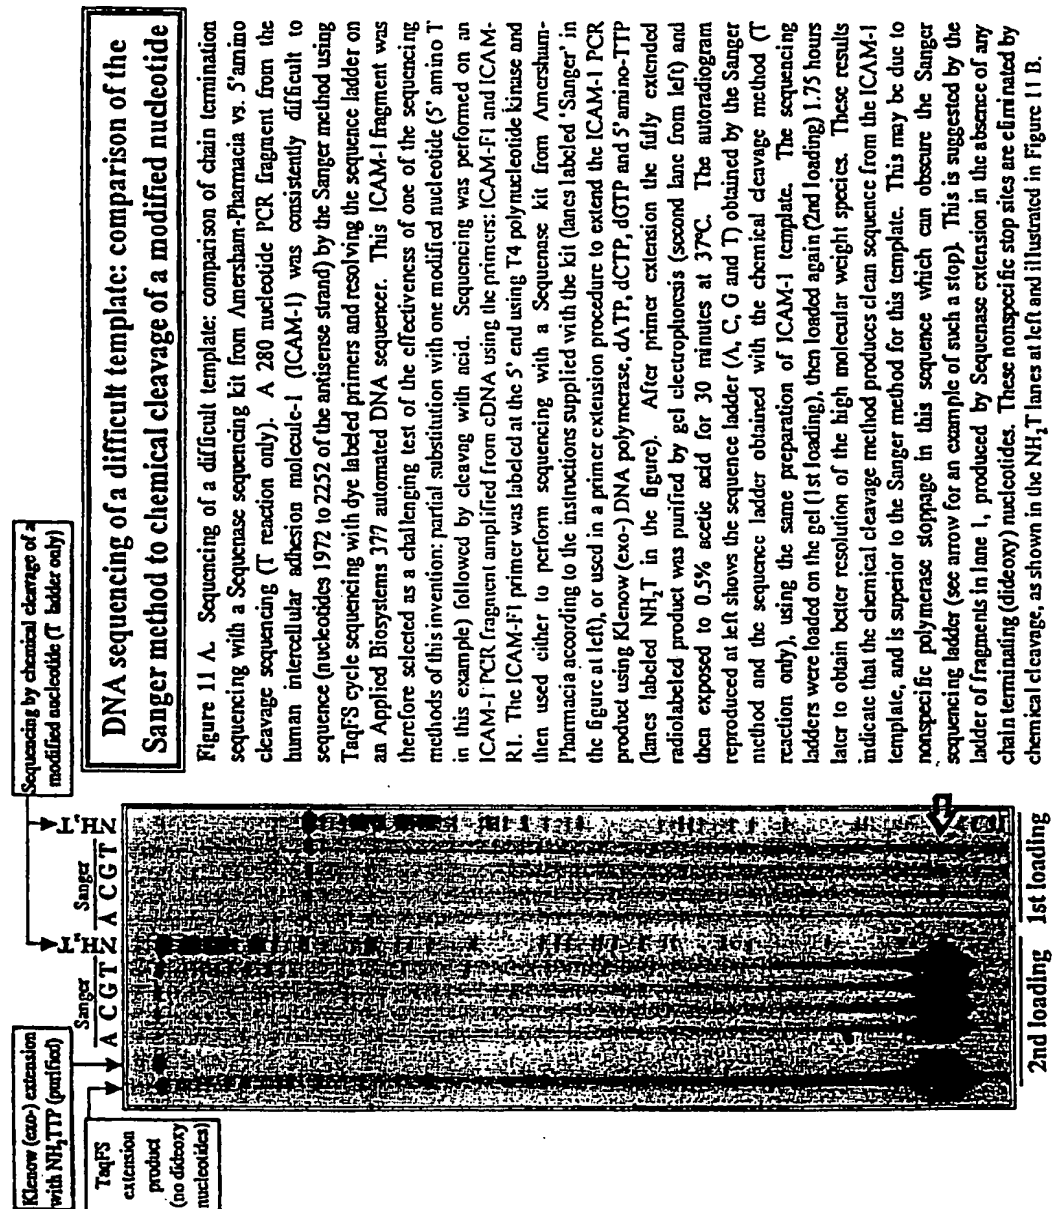 DNA sequencing of a difficult template: comparison of the
Sanger method to chemical cleavage of a modified nucleotide
Figure 11 A. Sequencing of a difficult template: comparison of chain termination
sequencing with a Sequenase sequencing kit from Amersham-Pharmacia vs. 5'amino
cleavage sequencing (T reaction only). A 280 nucleotide PCR fragment from the
human intercellular adhesion molecule-1 (ICAM-1) was consistently difficult to
sequence (nucleotides 1972 to 2252 of the antisense strand) by the Sanger method using
TaqFS cycle sequencing with dye labeled primers and resolving the sequence ladder on
an Applied Biosystems 377 automated DNA sequencer. This ICAM-1 fragment was
therefore selected as a challenging test of the effectiveness of one of the sequencing
methods of this invention: partial substitution with one modified nucleotide (5' amino T
in this example) followed by cleavag with acid. Sequencing was performed on an
ICAM-1 PCR fragment amplified from cDNA using the primers: ICAM-F1 and ICAM-
R1. The ICAM-F1 primer was labeled at the 5' end using T4 polynucleotide kinase and
then used either to perform sequencing with a Sequenase kit from Amersham-
Pharmacia according to the instructions supplied with the kit (lanes labeled 'Sanger' in
the figure at left), or used in a primer extension procedure to extend the ICAM-1 PCR
product using Klenow (exo-) DNA polymerase, dATP, dCTP, dGTP and 5' amino-TTP
(lanes labeled NH₂T in the figure). After primer extension the fully extended
radiolabeled product was purified by gel electrophoresis (second lane from left) and
then exposed to 0.5% acetic acid for 30 minutes at 37°C. The autoradiogram
reproduced at left shows the sequence ladder (A, C, G and T) obtained by the Sanger
method and the sequence ladder obtained with the chemical cleavage method (T
reaction only), using the same preparation of ICAM-1 template. The sequencing
ladders were loaded on the gel (1st loading), then loaded again (2nd loading) 1.75 hours
later to obtain better resolution of the high molecular weight species. These results
indicate that the chemical cleavage method produces clean sequence from the ICAM-1
template, and is superior to the Sanger method for this template. This may be due to
nonspecific polymerase stoppage in this sequence which can obscure the Sanger
sequencing ladder (see arrow for an example of such a stop). This is suggested by the
ladder of fragments in lane 1, produced by Sequenase extension in the absence of any
chain terminating (dideoxy) nucleotides. These nonspecific stop sites are eliminated by
chemical cleavage, as shown in the NH₂T lanes at left and illustrated in Figure 11 B.
Klenow (exo-) extension
with NH₂TTP (purified)
TaqFS
extension
product
(no dideoxy
nucleotides)
Sequencing by chemical cleavage of a
modified nucleotide (T ladder only)
Sanger
A C G T
NH₂T
Sanger
A C G T
NH₂T
2nd loading
1st loading